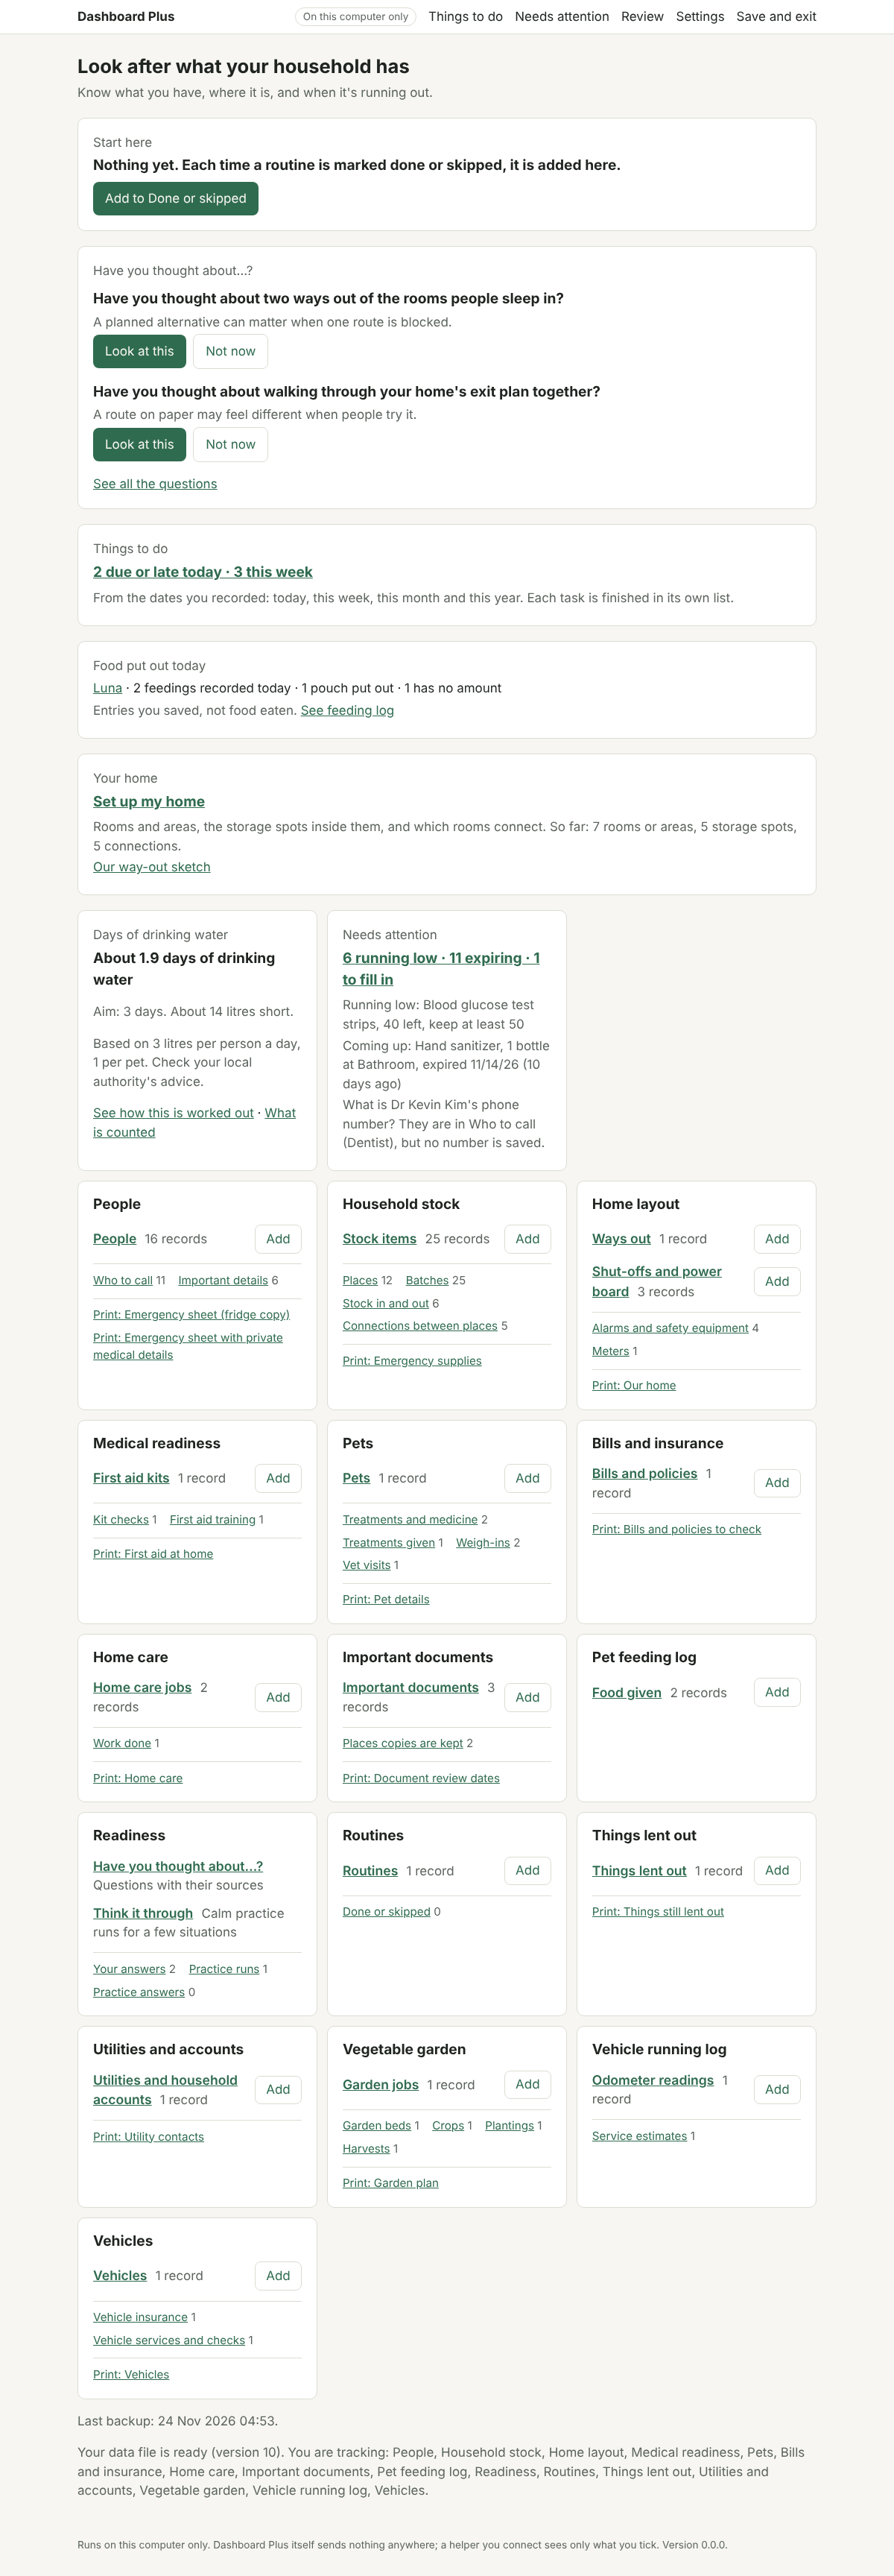 Dashboard Plus
On this computer only
Things to do
Needs attention
Review
Settings
Save and exit
Look after what your household has
Know what you have, where it is, and when it's running out.
Start here
Nothing yet. Each time a routine is marked done or skipped, it is added here.
Add to Done or skipped
Have you thought about...?
Have you thought about two ways out of the rooms people sleep in?
A planned alternative can matter when one route is blocked.
Look at this
Not now
Have you thought about walking through your home's exit plan together?
A route on paper may feel different when people try it.
Look at this
Not now
See all the questions
Things to do
2 due or late today · 3 this week
From the dates you recorded: today, this week, this month and this year. Each task is finished in its own list.
Food put out today
Luna · 2 feedings recorded today · 1 pouch put out · 1 has no amount
Entries you saved, not food eaten. See feeding log
Your home
Set up my home
Rooms and areas, the storage spots inside them, and which rooms connect. So far: 7 rooms or areas, 5 storage spots,
5 connections.
Our way-out sketch
Days of drinking water
About 1.9 days of drinking
water
Aim: 3 days. About 14 litres short.
Based on 3 litres per person a day,
1 per pet. Check your local
authority's advice.
See how this is worked out · What
is counted
Needs attention
6 running low · 11 expiring · 1
to fill in
Running low: Blood glucose test
strips, 40 left, keep at least 50
Coming up: Hand sanitizer, 1 bottle
at Bathroom, expired 11/14/26 (10
days ago)
What is Dr Kevin Kim's phone
number? They are in Who to call
(Dentist), but no number is saved.
People
People 16 records
Add
Who to call 11 Important details 6
Print: Emergency sheet (fridge copy)
Print: Emergency sheet with private
medical details
Household stock
Stock items 25 records
Add
Places 12 Batches 25
Stock in and out 6
Connections between places 5
Print: Emergency supplies
Home layout
Ways out 1 record
Add
Shut-offs and power
board 3 records
Add
Alarms and safety equipment 4
Meters 1
Print: Our home
Medical readiness
First aid kits 1 record
Add
Kit checks 1 First aid training 1
Print: First aid at home
Pets
Pets 1 record
Add
Treatments and medicine 2
Treatments given 1 Weigh-ins 2
Vet visits 1
Print: Pet details
Bills and insurance
Bills and policies 1
record
Add
Print: Bills and policies to check
Home care
Home care jobs 2
records
Add
Work done 1
Print: Home care
Important documents
Important documents 3
records
Add
Places copies are kept 2
Print: Document review dates
Pet feeding log
Food given 2 records
Add
Readiness
Have you thought about...?
Questions with their sources
Think it through Calm practice
runs for a few situations
Your answers 2 Practice runs 1
Practice answers 0
Routines
Routines 1 record
Add
Done or skipped 0
Things lent out
Things lent out 1 record
Add
Print: Things still lent out
Utilities and accounts
Utilities and household
accounts 1 record
Add
Print: Utility contacts
Vegetable garden
Garden jobs 1 record
Add
Garden beds 1 Crops 1 Plantings 1
Harvests 1
Print: Garden plan
Vehicle running log
Odometer readings 1
record
Add
Service estimates 1
Vehicles
Vehicles 1 record
Add
Vehicle insurance 1
Vehicle services and checks 1
Print: Vehicles
Last backup: 24 Nov 2026 04:53.
Your data file is ready (version 10). You are tracking: People, Household stock, Home layout, Medical readiness, Pets, Bills
and insurance, Home care, Important documents, Pet feeding log, Readiness, Routines, Things lent out, Utilities and
accounts, Vegetable garden, Vehicle running log, Vehicles.
Runs on this computer only. Dashboard Plus itself sends nothing anywhere; a helper you connect sees only what you tick. Version 0.0.0.